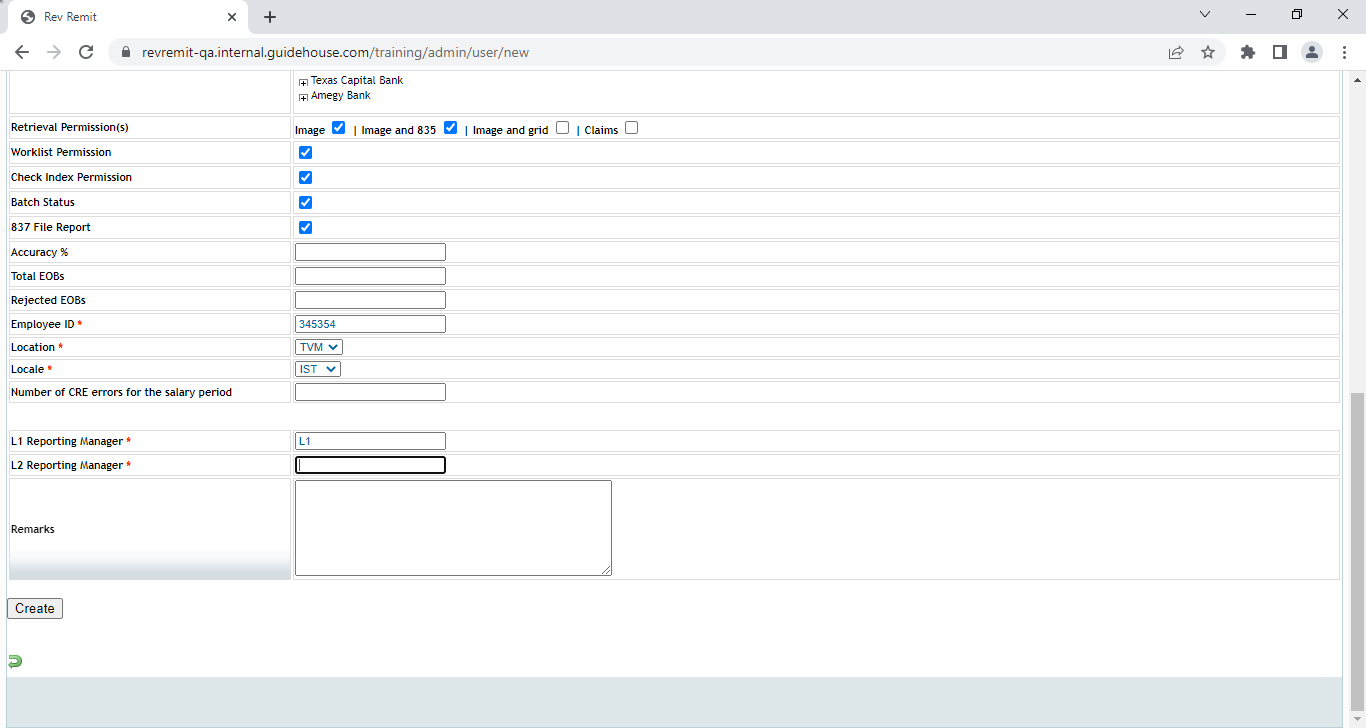 Rev Remit
revremit-qa.internal.guidehouse.com/training/admin/user/new
Texas Capital Bank
Amegy Bank
Retrieval Permission(s) Image | Image and 835 | Image and grid | Claims
Worklist Permission
Check Index Permission
Batch Status
837 File Report
Accuracy %
Total EOBs
Rejected EOBs
Employee ID * 345354
Location * TVM
Locale * IST
Number of CRE errors for the salary period
L1 Reporting Manager * L1
L2 Reporting Manager *
Remarks
Create